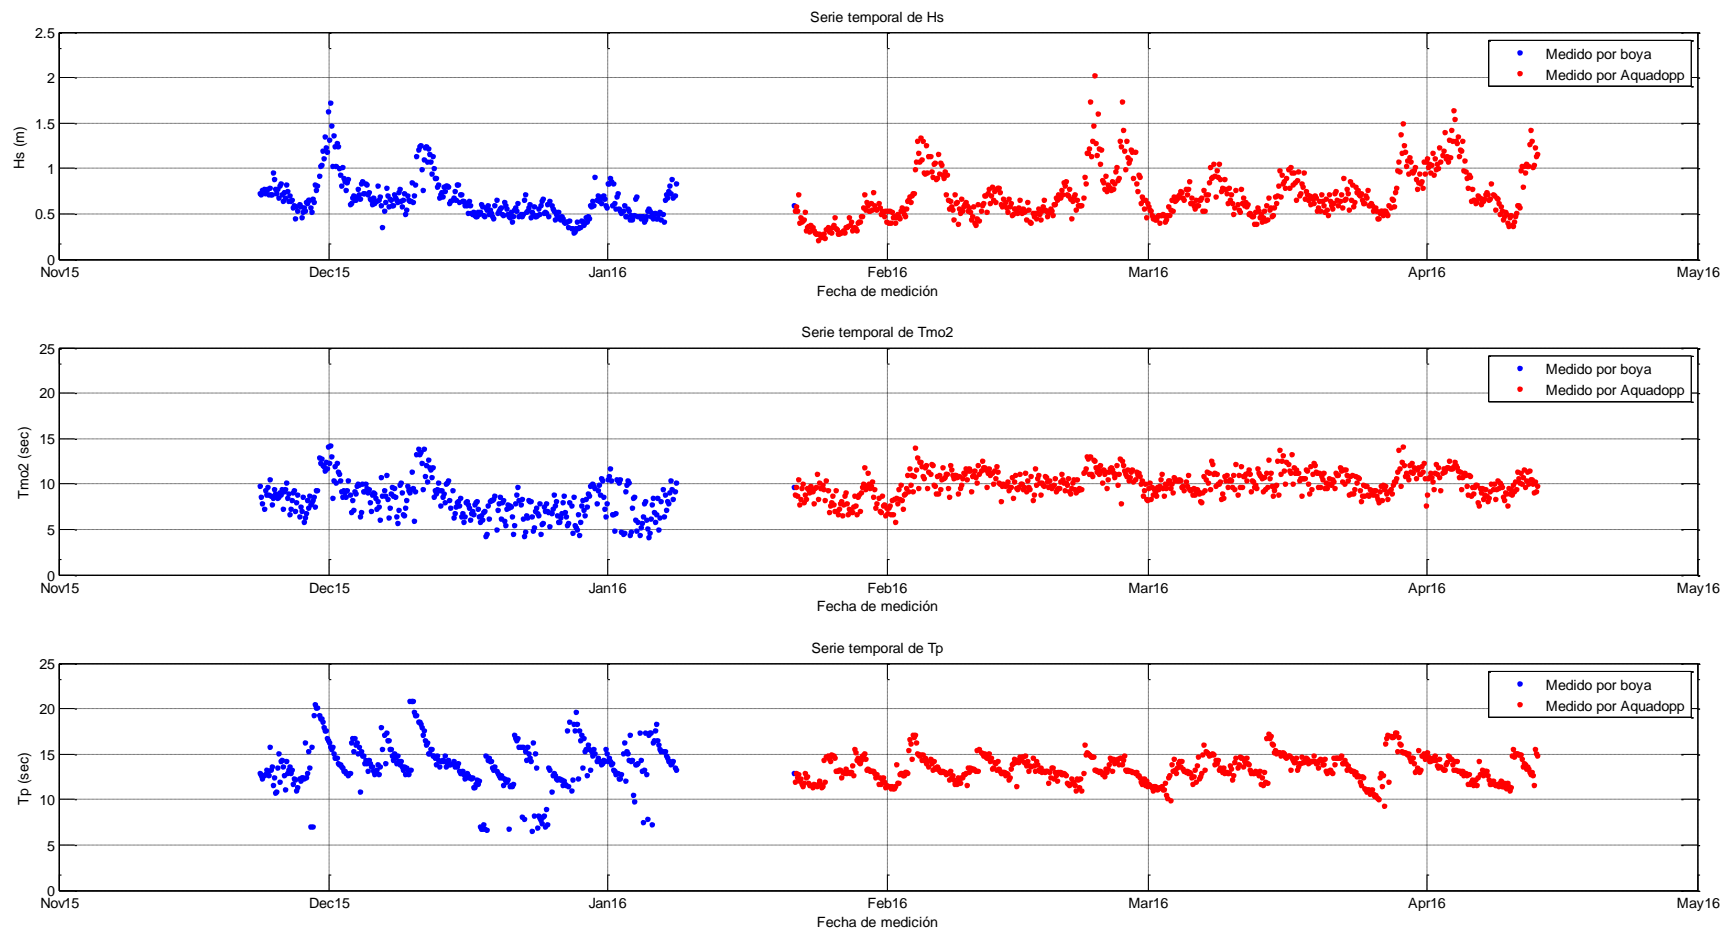 Serie temporal de Hs
2.5
2
1.5
1
0.5
0
Hs (m)
Medido por boya
Medido por Aquadopp
Nov15 Dec15 Jan16 Feb16 Mar16 Apr16 May16
Fecha de medición
Serie temporal de Tmo2
25
20
15
10
5
0
Tmo2 (sec)
Medido por boya
Medido por Aquadopp
Nov15 Dec15 Jan16 Feb16 Mar16 Apr16 May16
Fecha de medición
Serie temporal de Tp
25
20
15
10
5
0
Tp (sec)
Medido por boya
Medido por Aquadopp
Nov15 Dec15 Jan16 Feb16 Mar16 Apr16 May16
Fecha de medición